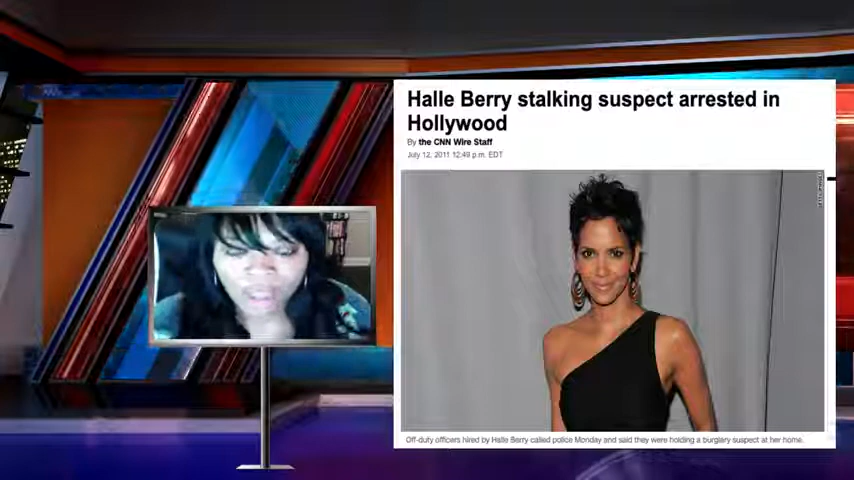 Halle Berry stalking suspect arrested in
Hollywood
By the CNN Wire Staff
July 12, 2011 12:49 p.m. EDT
Off-duty officers hired by Halle Berry called police Monday and said they were holding a burglary suspect at her home.